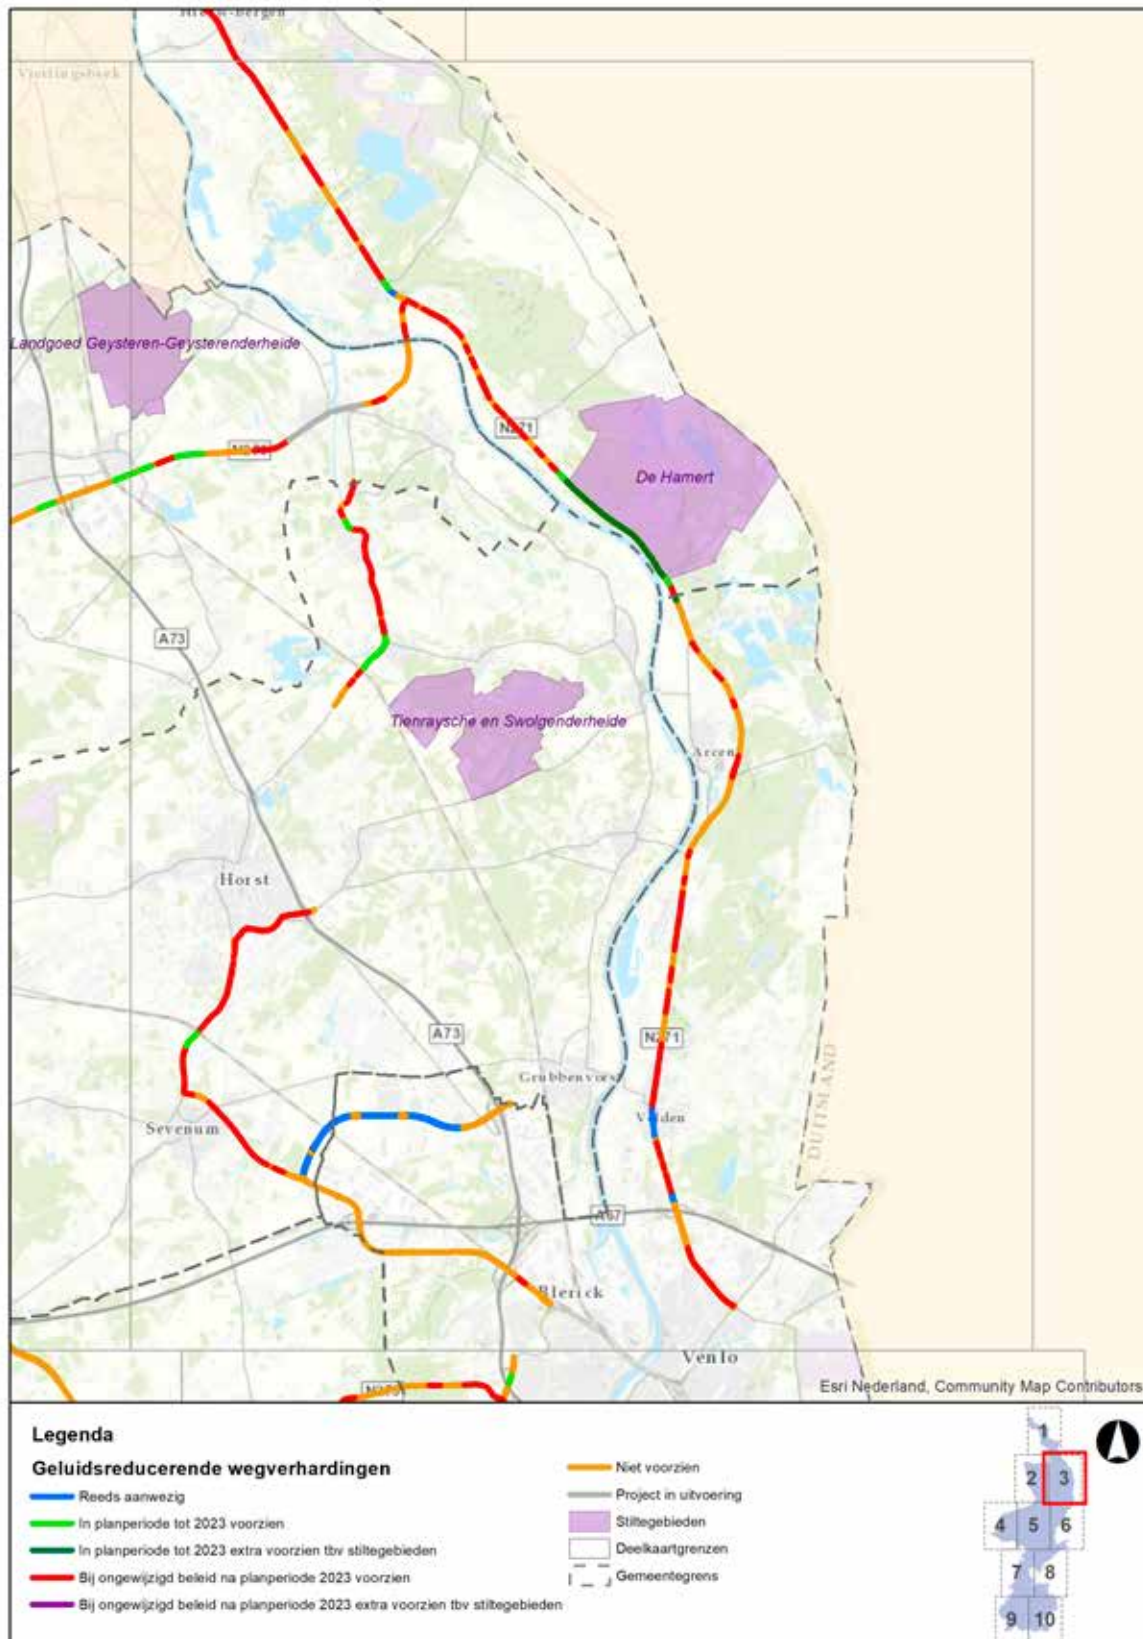 Landgoed Geysteren-Geysterenderheide
N271
De Hamert
A73
Tienraysche en Swolgenderheide
Arcen
Horst
A73
N271
Grubbenvors
Velden
Sevenum
DUITSLAND
A67
Blerick
Venlo
N273
Esri Nederland, Community Map Contributors
Legenda
Geluidsreducerende wegverhardingen
Reeds aanwezig
In planperiode tot 2023 voorzien
In planperiode tot 2023 extra voorzien tbv stiltegebieden
Bij ongewijzigd beleid na planperiode 2023 voorzien
Bij ongewijzigd beleid na planperiode 2023 extra voorzien tbv stiltegebieden
Niet voorzien
Project in uitvoering
Stiltegebieden
Deelkaartgrenzen
Gemeentegrens
1
2 3
4 5 6
7 8
9 10